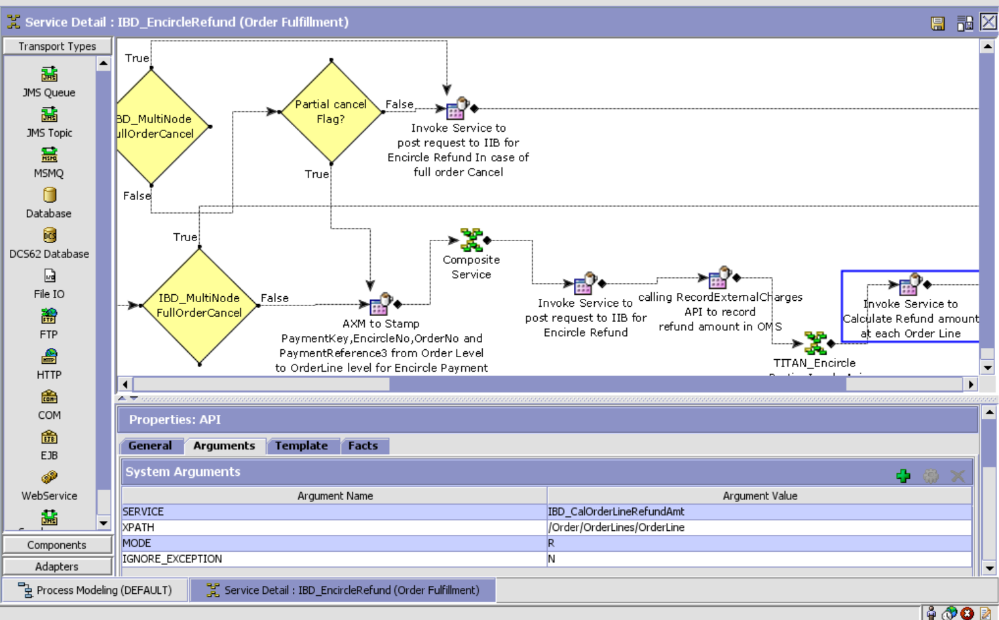 Service Detail : IBD_EncircleRefund (Order Fulfillment)
Transport Types
JMS Queue
JMS Topic
MSMQ
Database
DCS62 Database
File IO
FTP
HTTP
COM
EJB
WebService
Components
Adapters
True
BD_MultiNode
ullOrderCancel
False
Partial cancel
Flag?
False
True
Invoke Service to
post request to IIB for
Encircle Refund In case of
full order Cancel
True
IBD_MultiNode
FullOrderCancel
False
AXM to Stamp
PaymentKey,EncircleNo,OrderNo and
PaymentReference3 from Order Level
to OrderLine level for Encircle Payment
Composite
Service
Invoke Service to
post request to IIB for
Encircle Refund
calling RecordExternalCharges
API to record
refund amount in OMS
TITAN_Encircle
Invoke Service to
Calculate Refund amount
at each Order Line
Properties: API
General Arguments Template Facts
System Arguments
Argument Name Argument Value
SERVICE IBD_CalOrderLineRefundAmt
XPATH /Order/OrderLines/OrderLine
MODE R
IGNORE_EXCEPTION N
Process Modeling (DEFAULT) Service Detail : IBD_EncircleRefund (Order Fulfillment)